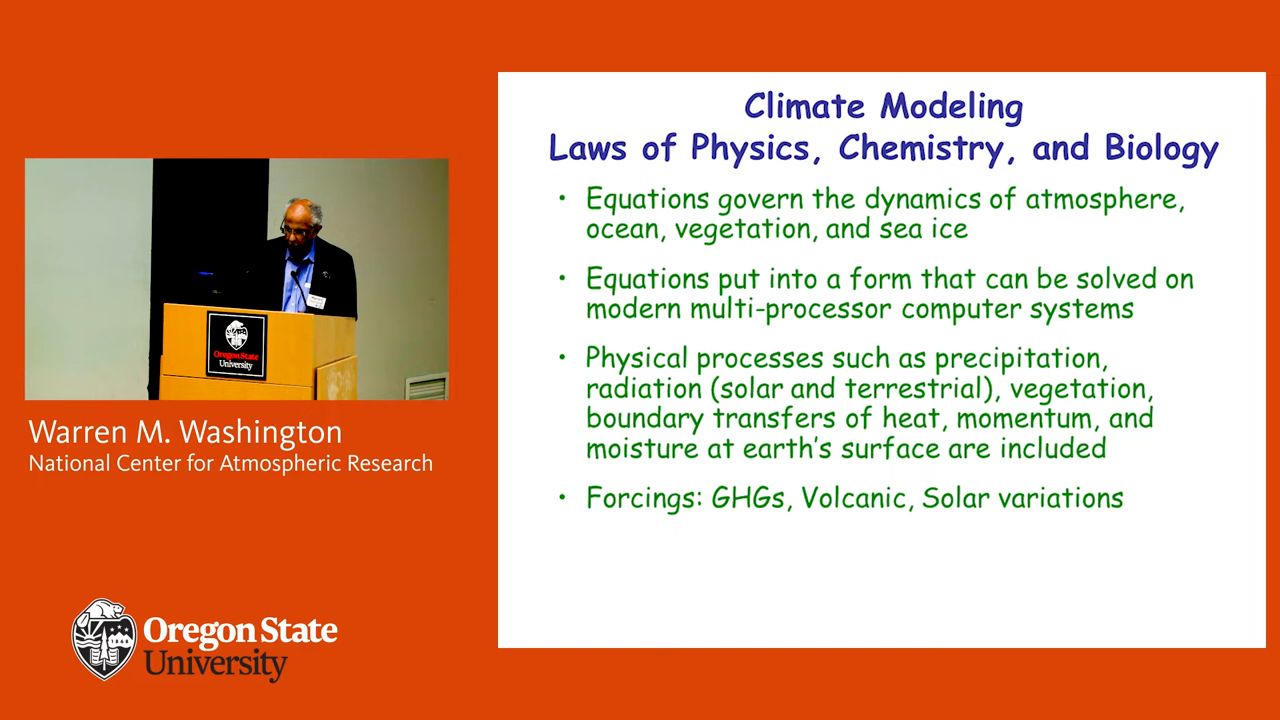 Climate Modeling
Laws of Physics, Chemistry, and Biology
• Equations govern the dynamics of atmosphere,
ocean, vegetation, and sea ice
• Equations put into a form that can be solved on
modern multi-processor computer systems
• Physical processes such as precipitation,
radiation (solar and terrestrial), vegetation,
boundary transfers of heat, momentum, and
moisture at earth's surface are included
• Forcings: GHGs, Volcanic, Solar variations
Oregon State
University
Warren M. Washington
National Center for Atmospheric Research
Oregon State
University